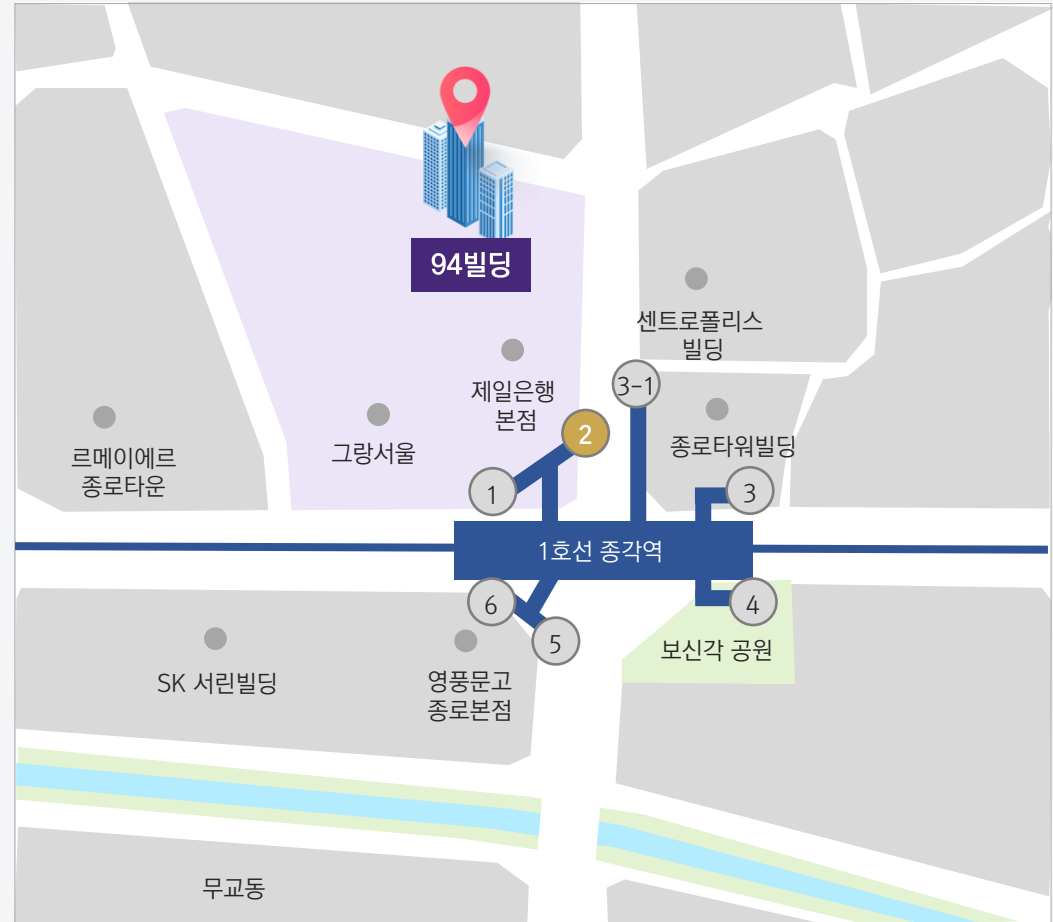 94빌딩
센트로폴리스
빌딩
제일은행
본점
3-1
2
종로타워빌딩
르메이에르
종로타운
그랑서울
1
3
1호선 종각역
6
5
4
보신각 공원
SK 서린빌딩
영풍문고
종로본점
무교동